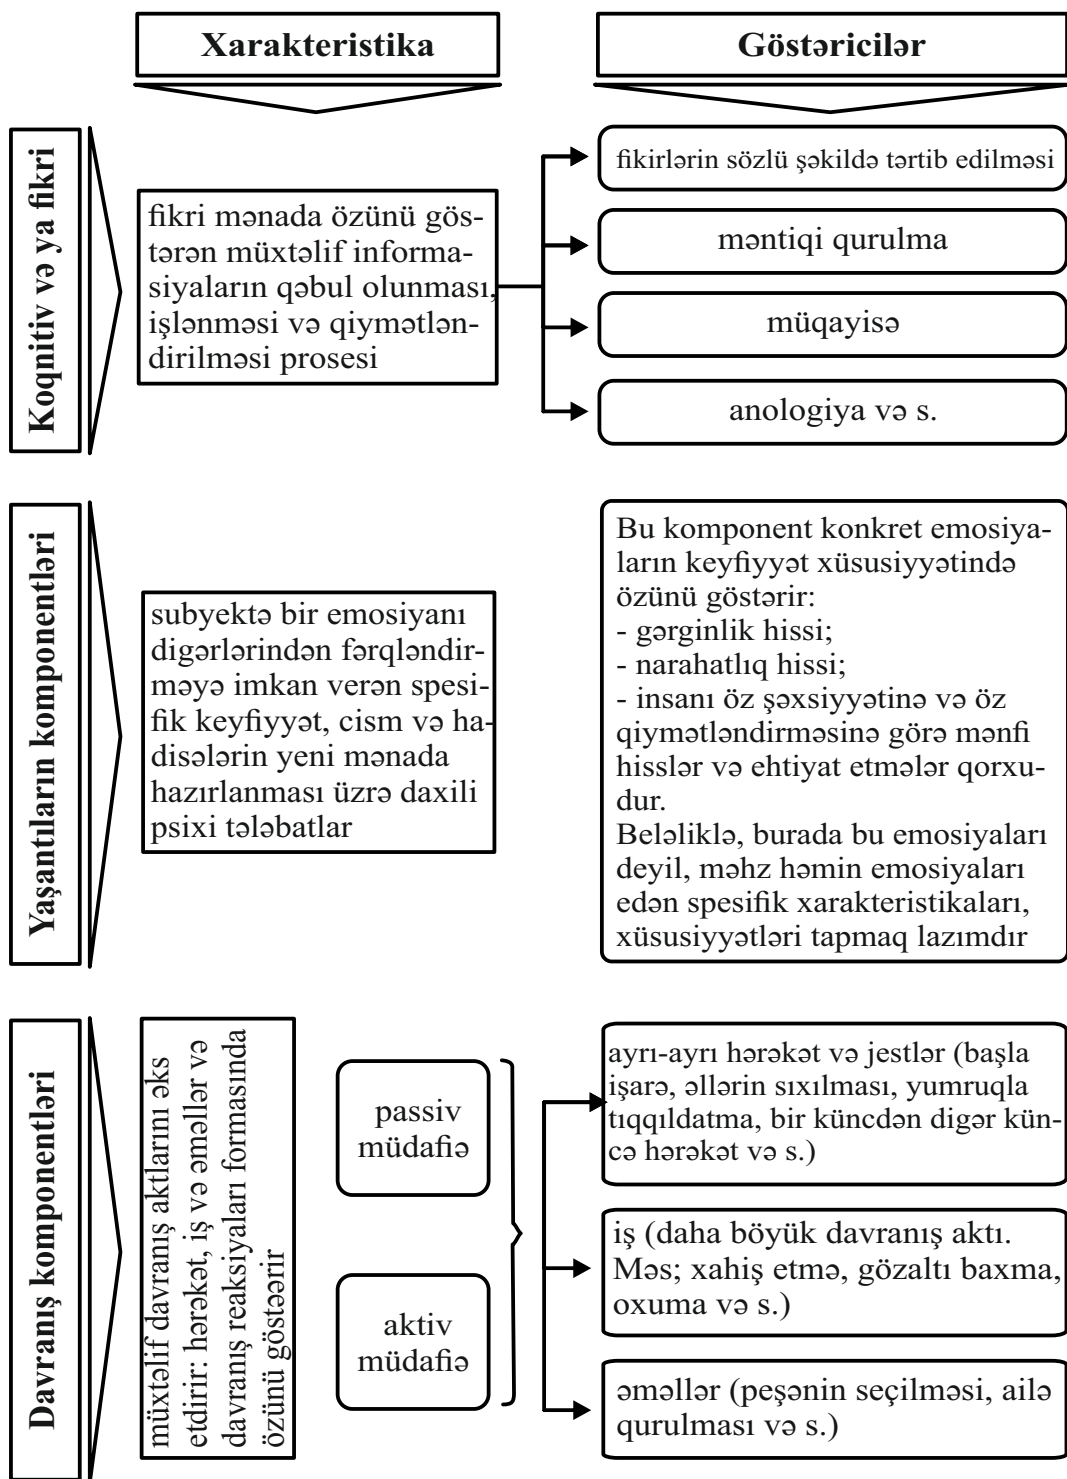 Xarakteristika
Göstəricilər
Koqnitiv və ya fikri
fikri mənada özünü gös-
tərən müxtəlif informa-
siyaların qəbul olunması,
işlənməsi və qiymətlən-
dirilməsi prosesi
fikirlərin sözlü şəkildə tərtib edilməsi
məntiqi qurulma
müqayisə
anologiya və s.
Yaşantıların komponentləri
subyektə bir emosiyanı
digərlərindən fərqləndir-
məyə imkan verən spesi-
fik keyfiyyət, cism və ha-
disələrin yeni mənada
hazırlanması üzrə daxili
psixi tələbatlar
Bu komponent konkret emosiya-
ların keyfiyyət xüsusiyyətində
özünü göstərir:
- gərginlik hissi;
- narahatlıq hissi;
- insanı öz şəxsiyyətinə və öz
qiymətləndirməsinə görə mənfi
hisslər və ehtiyat etmələr qorxu-
dur.
Beləliklə, burada bu emosiyaları
deyil, məhz həmin emosiyaları
edən spesifik xarakteristikaları,
xüsusiyyətləri tapmaq lazımdır
Davranış komponentləri
müxtəlif davranış aktlarını əks
etdirir: hərəkət, iş və əməllər və
davranış reaksiyaları formasında
özünü göstəərir
passiv
müdafiə
aktiv
müdafiə
ayrı-ayrı hərəkət və jestlər (başla
işarə, əllərin sıxılması, yumruqla
tıqqıldatma, bir küncdən digər kün-
cə hərəkət və s.)
iş (daha böyük davranış aktı.
Məs; xahiş etmə, gözaltı baxma,
oxuma və s.)
əməllər (peşənin seçilməsi, ailə
qurulması və s.)